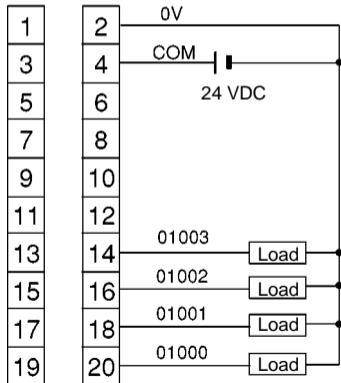 1 2 0V
3 4 COM
24 VDC
5 6
7 8
9 10
11 12
13 14 01003 Load
15 16 01002 Load
17 18 01001 Load
19 20 01000 Load